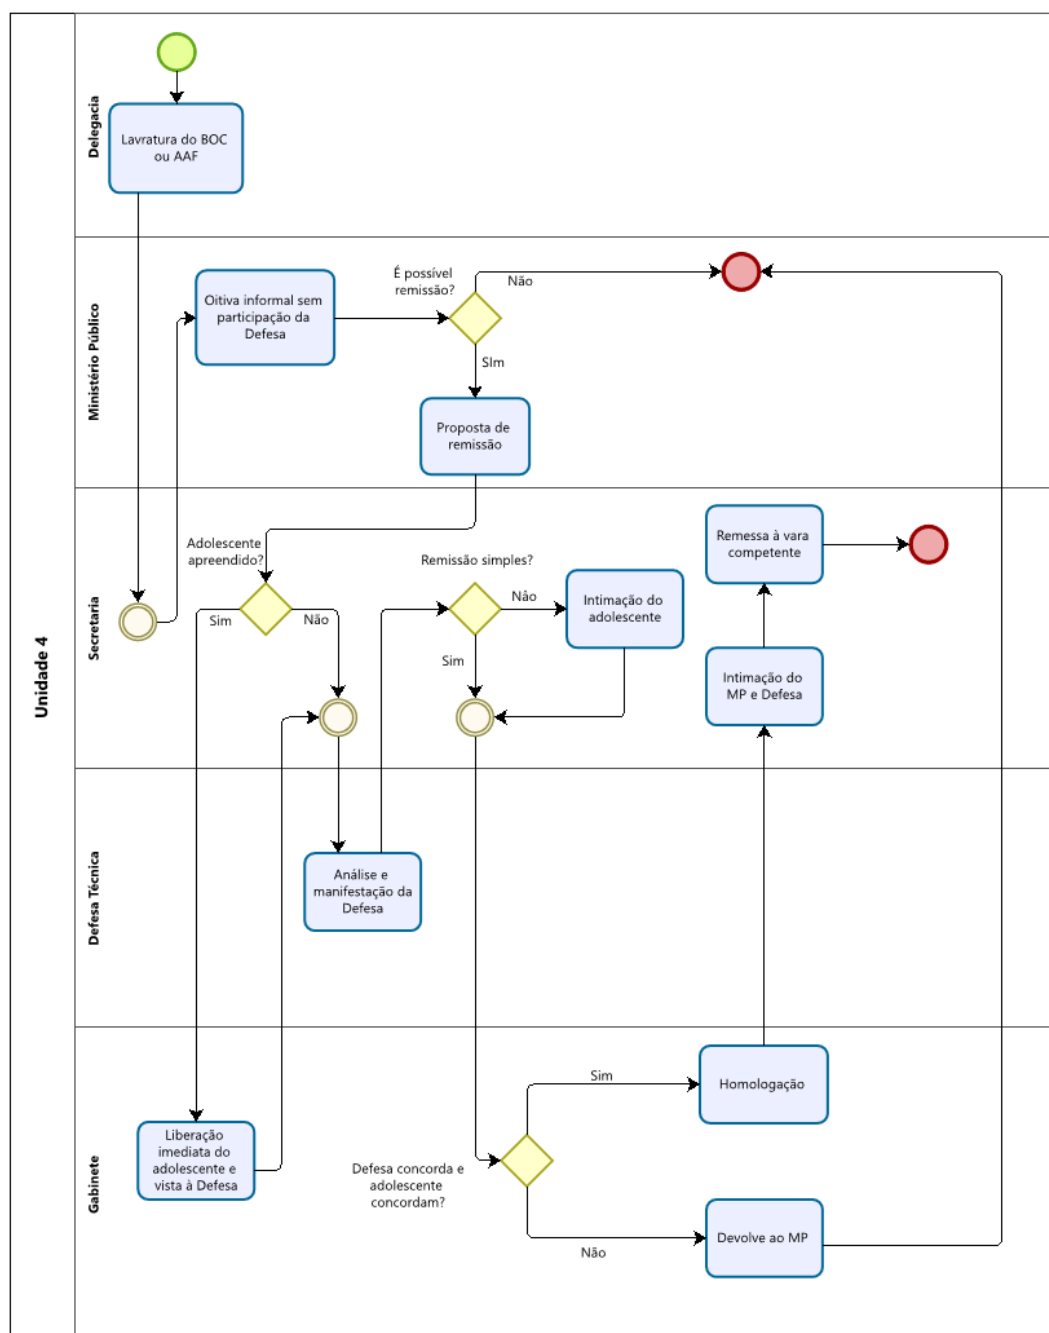 Unidade 4
Delegacia
Lavratura do BOC
ou AAF
Ministério Público
Oitiva informal sem
participação da
Defesa
É possível
remissão?
Não
SIm
Proposta de
remissão
Secretaria
Adolescente
apreendido?
Sim
Não
Remissão simples?
Não
Sim
Intimação do
adolescente
Remessa à vara
competente
Intimação do
MP e Defesa
Defesa Técnica
Análise e
manifestação da
Defesa
Gabinete
Liberação
imediata do
adolescente e
vista à Defesa
Defesa concorda e
adolescente
concordam?
Sim
Homologação
Não
Devolve ao MP